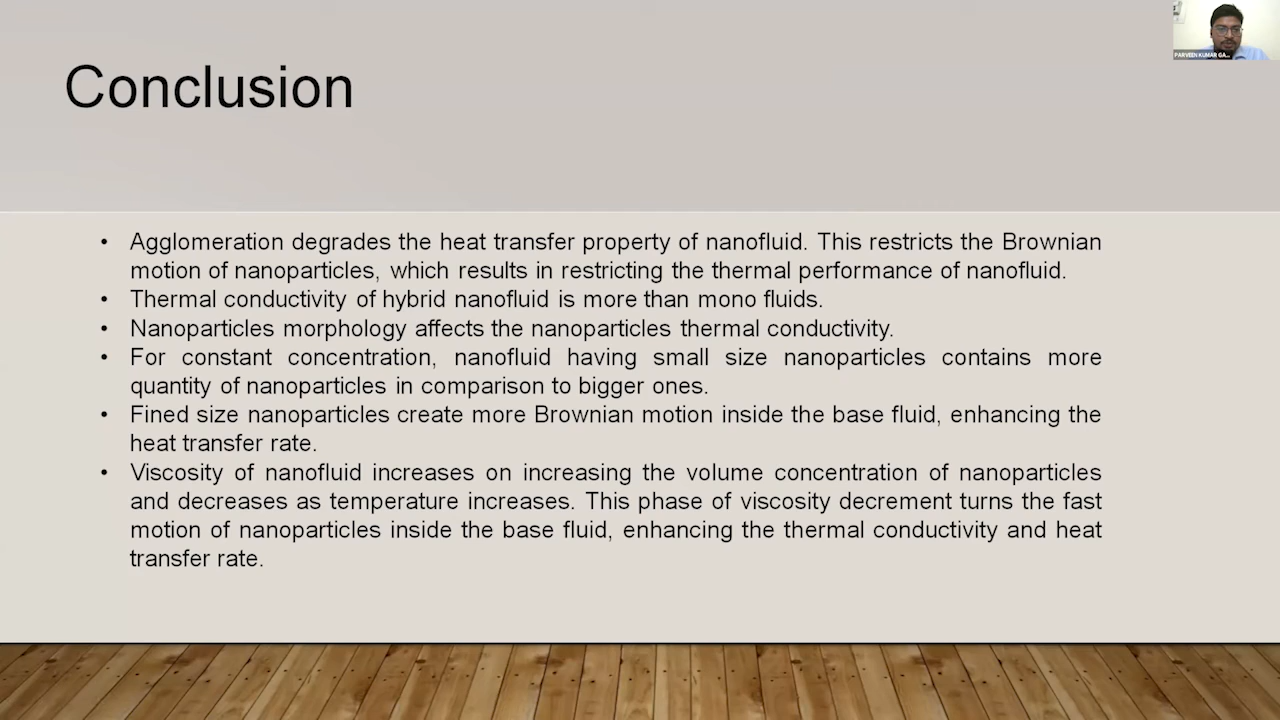 PARVEEN KUMAR GA...
Conclusion
• Agglomeration degrades the heat transfer property of nanofluid. This restricts the Brownian
motion of nanoparticles, which results in restricting the thermal performance of nanofluid.
• Thermal conductivity of hybrid nanofluid is more than mono fluids.
• Nanoparticles morphology affects the nanoparticles thermal conductivity.
• For constant concentration, nanofluid having small size nanoparticles contains more
quantity of nanoparticles in comparison to bigger ones.
• Fined size nanoparticles create more Brownian motion inside the base fluid, enhancing the
heat transfer rate.
• Viscosity of nanofluid increases on increasing the volume concentration of nanoparticles
and decreases as temperature increases. This phase of viscosity decrement turns the fast
motion of nanoparticles inside the base fluid, enhancing the thermal conductivity and heat
transfer rate.